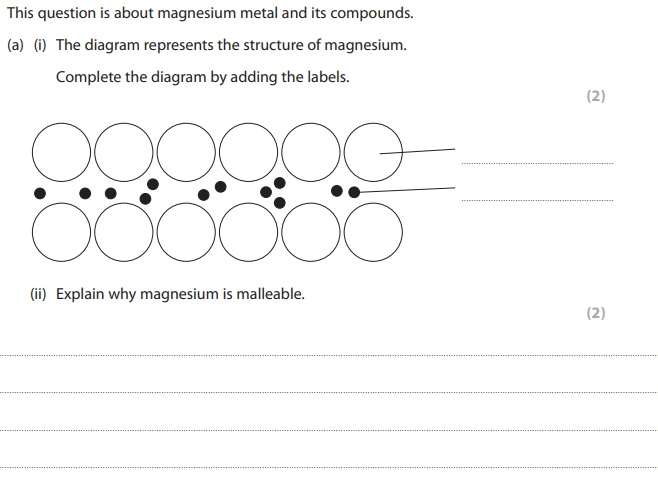 This question is about magnesium metal and its compounds.
(a) (i) The diagram represents the structure of magnesium.
Complete the diagram by adding the labels.
(2)
(ii) Explain why magnesium is malleable.
(2)